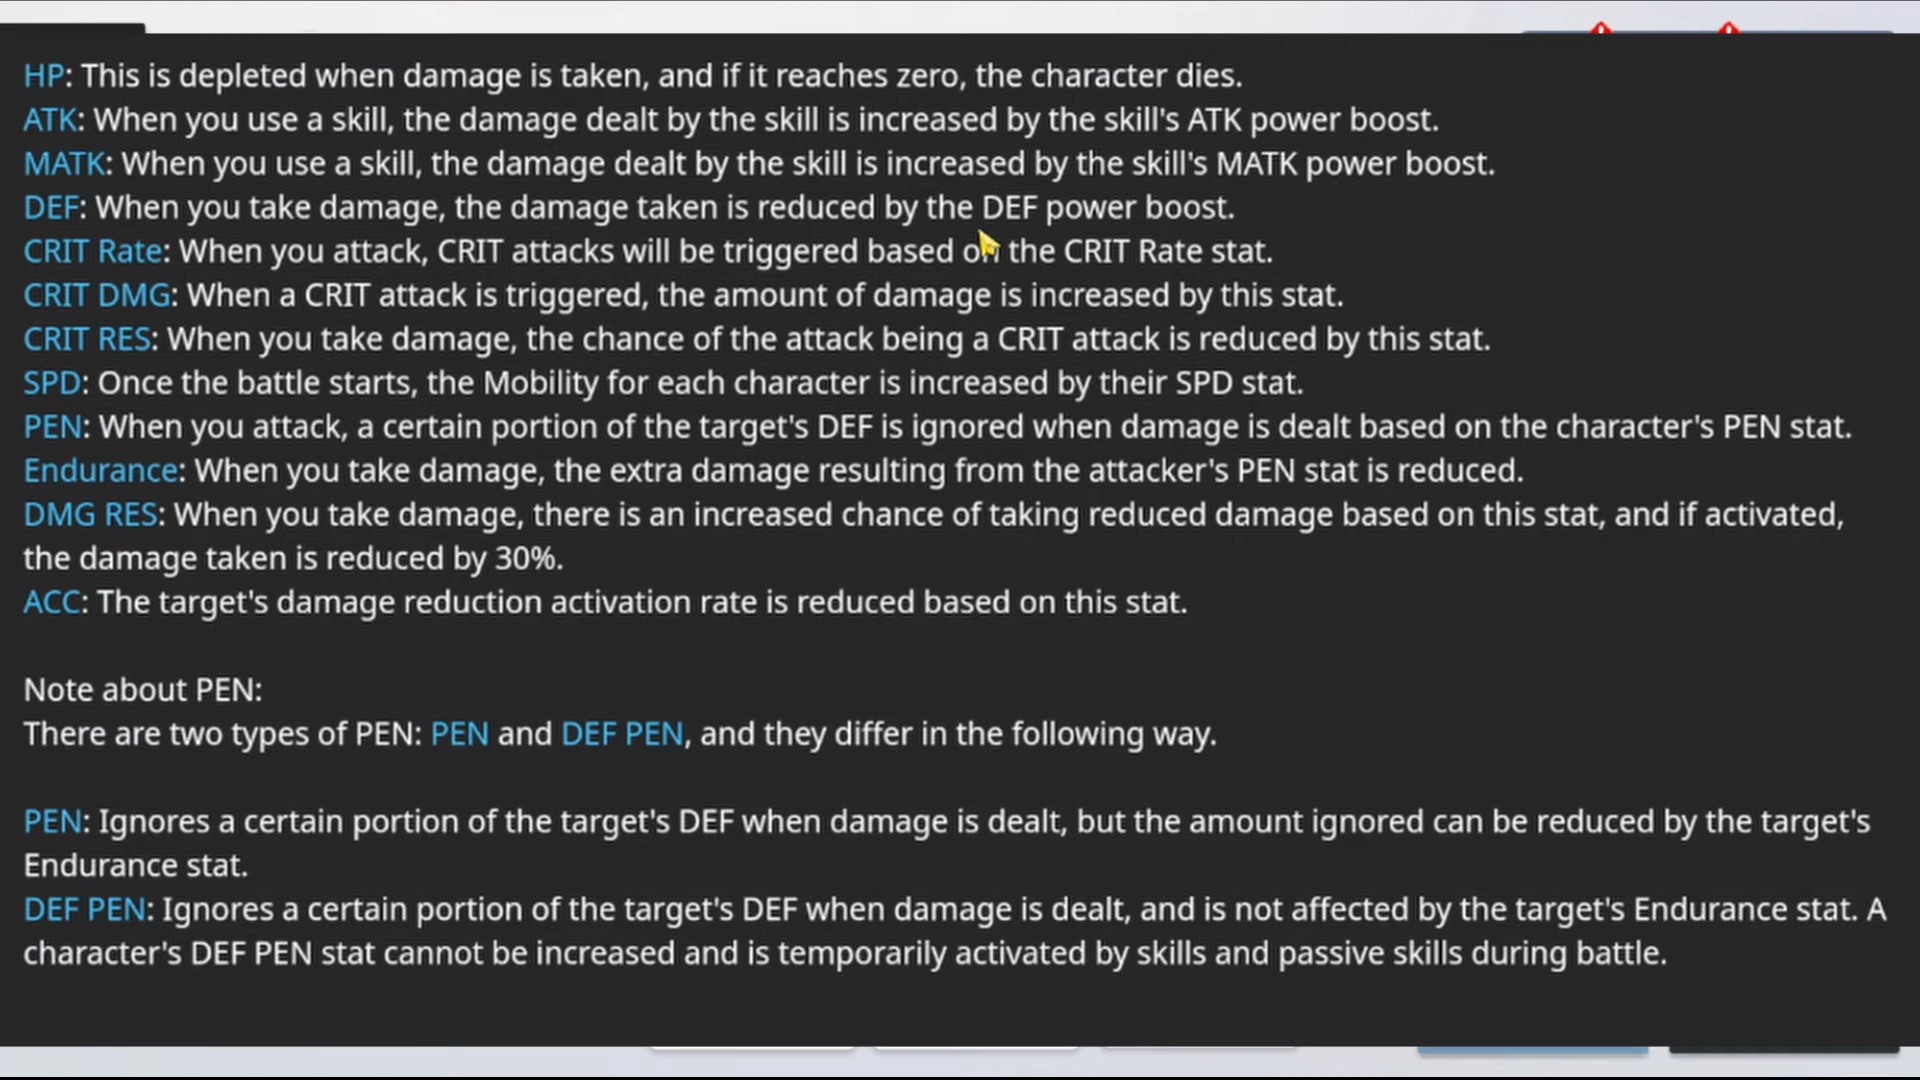 HP: This is depleted when damage is taken, and if it reaches zero, the character dies.
ATK: When you use a skill, the damage dealt by the skill is increased by the skill's ATK power boost.
MATK: When you use a skill, the damage dealt by the skill is increased by the skill's MATK power boost.
DEF: When you take damage, the damage taken is reduced by the DEF power boost.
CRIT Rate: When you attack, CRIT attacks will be triggered based on the CRIT Rate stat.
CRIT DMG: When a CRIT attack is triggered, the amount of damage is increased by this stat.
CRIT RES: When you take damage, the chance of the attack being a CRIT attack is reduced by this stat.
SPD: Once the battle starts, the Mobility for each character is increased by their SPD stat.
PEN: When you attack, a certain portion of the target's DEF is ignored when damage is dealt based on the character's PEN stat.
Endurance: When you take damage, the extra damage resulting from the attacker's PEN stat is reduced.
DMG RES: When you take damage, there is an increased chance of taking reduced damage based on this stat, and if activated,
the damage taken is reduced by 30%.
ACC: The target's damage reduction activation rate is reduced based on this stat.
Note about PEN:
There are two types of PEN: PEN and DEF PEN, and they differ in the following way.
PEN: Ignores a certain portion of the target's DEF when damage is dealt, but the amount ignored can be reduced by the target's
Endurance stat.
DEF PEN: Ignores a certain portion of the target's DEF when damage is dealt, and is not affected by the target's Endurance stat. A
character's DEF PEN stat cannot be increased and is temporarily activated by skills and passive skills during battle.